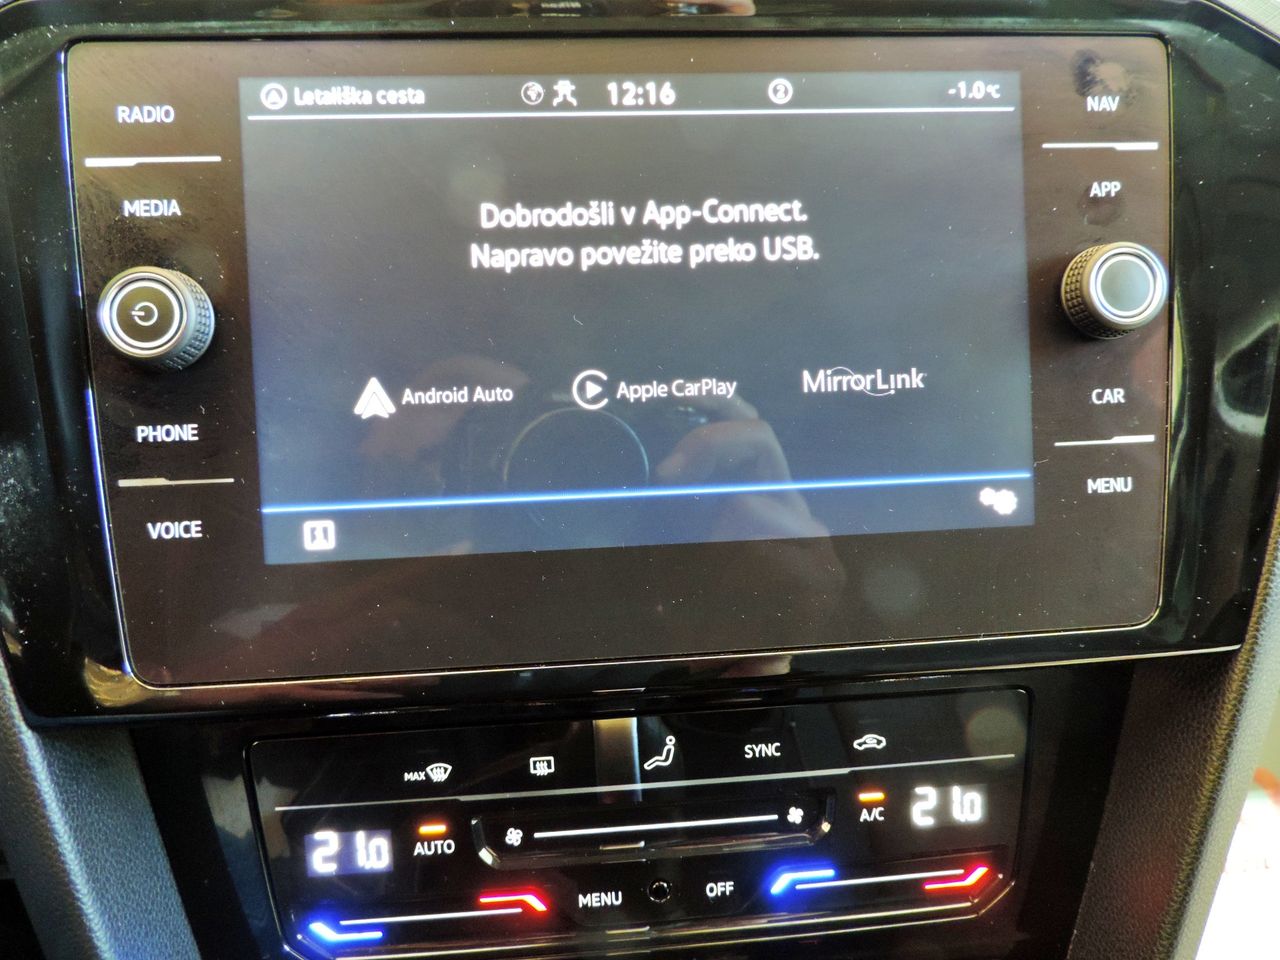 RADIO
MEDIA
PHONE
VOICE
Letališka cesta
12:16
2
-1.0°C
Dobrodošli v App-Connect.
Napravo povežite preko USB.
Android Auto
Apple CarPlay
MirrorLink
NAV
APP
CAR
MENU
MAX
SYNC
21.0
AUTO
A/C
21.0
MENU
OFF